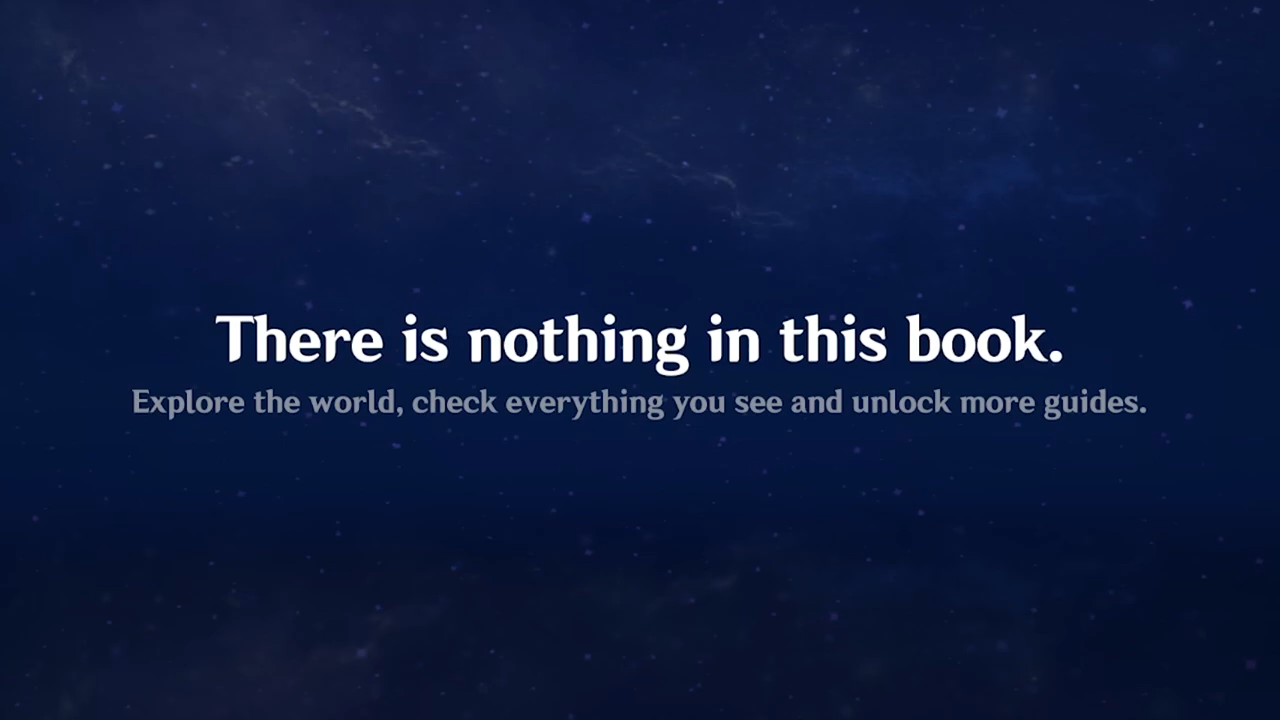 There is nothing in this book.
Explore the world, check everything you see and unlock more guides.